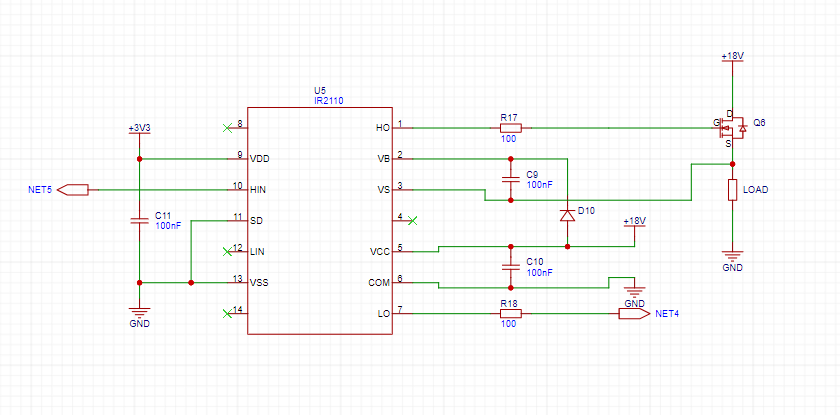 +18V
U5
IR2110
D
G
Q6
S
+3V3
8
HO
1
R17
100
9
VDD
VB
2
C9
100nF
NET5
10
HIN
VS
3
LOAD
C11
100nF
11
SD
4
D10
+18V
12
LIN
VCC
5
C10
100nF
GND
13
VSS
COM
6
GND
14
LO
7
R18
100
NET4
GND